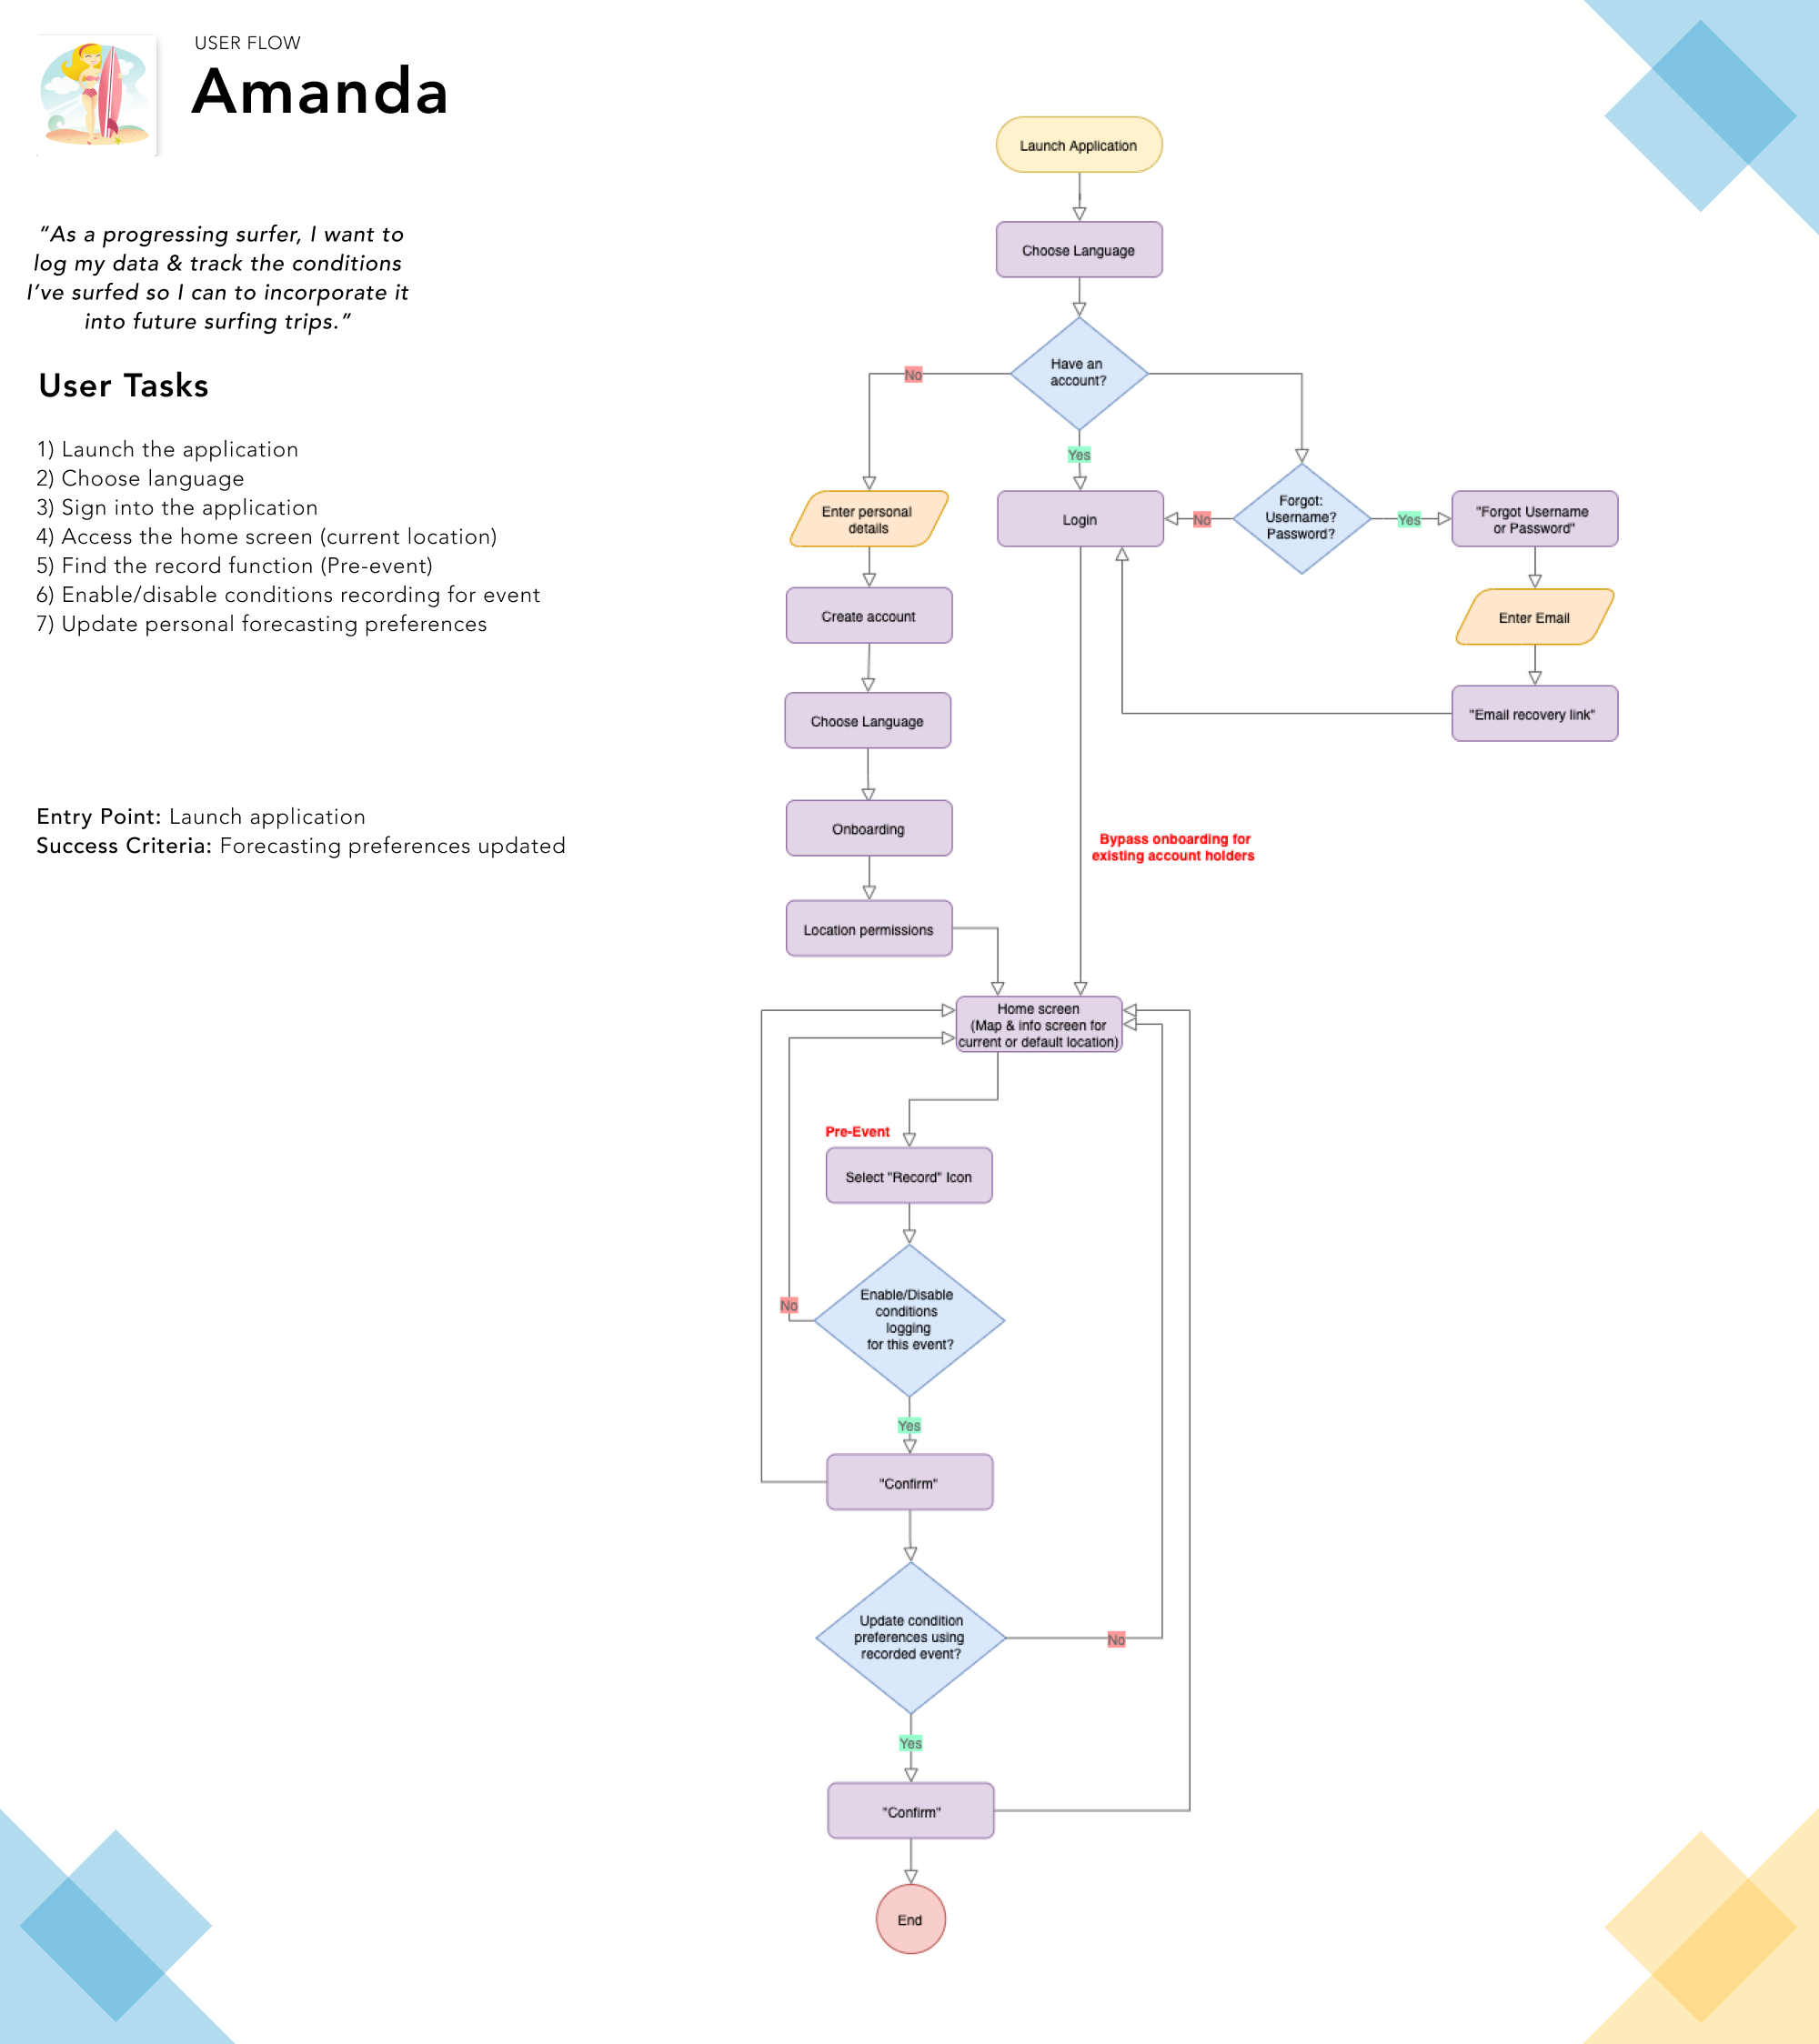 USER FLOW
Amanda
“As a progressing surfer, I want to
log my data & track the conditions
I’ve surfed so I can to incorporate it
into future surfing trips.”
User Tasks
1) Launch the application
2) Choose language
3) Sign into the application
4) Access the home screen (current location)
5) Find the record function (Pre-event)
6) Enable/disable conditions recording for event
7) Update personal forecasting preferences
Entry Point: Launch application
Success Criteria: Forecasting preferences updated
Launch Application
Choose Language
Have an
account?
No
Yes
Enter personal
details
Login
No
Forgot:
Username?
Password?
Yes
"Forgot Username
or Password"
Create account
Enter Email
Choose Language
"Email recovery link"
Onboarding
Bypass onboarding for
existing account holders
Location permissions
Home screen
(Map & info screen for
current or default location)
Pre-Event
Select "Record" Icon
Enable/Disable
conditions
logging
for this event?
No
Yes
"Confirm"
Update condition
preferences using
recorded event?
No
Yes
"Confirm"
End